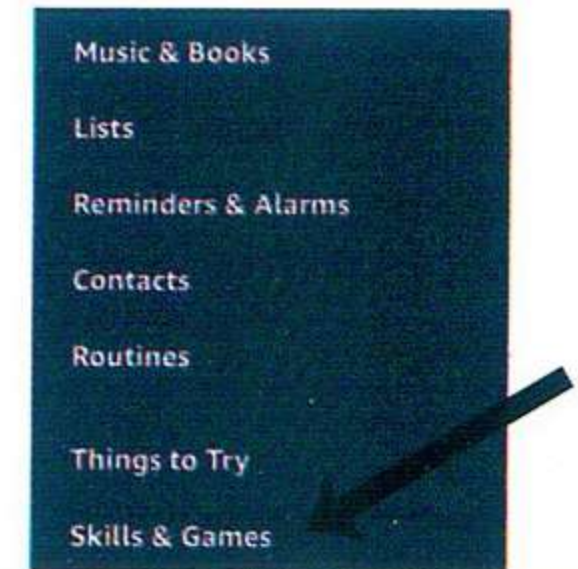 Music & Books
Lists
Reminders & Alarms
Contacts
Routines
Things to Try
Skills & Games